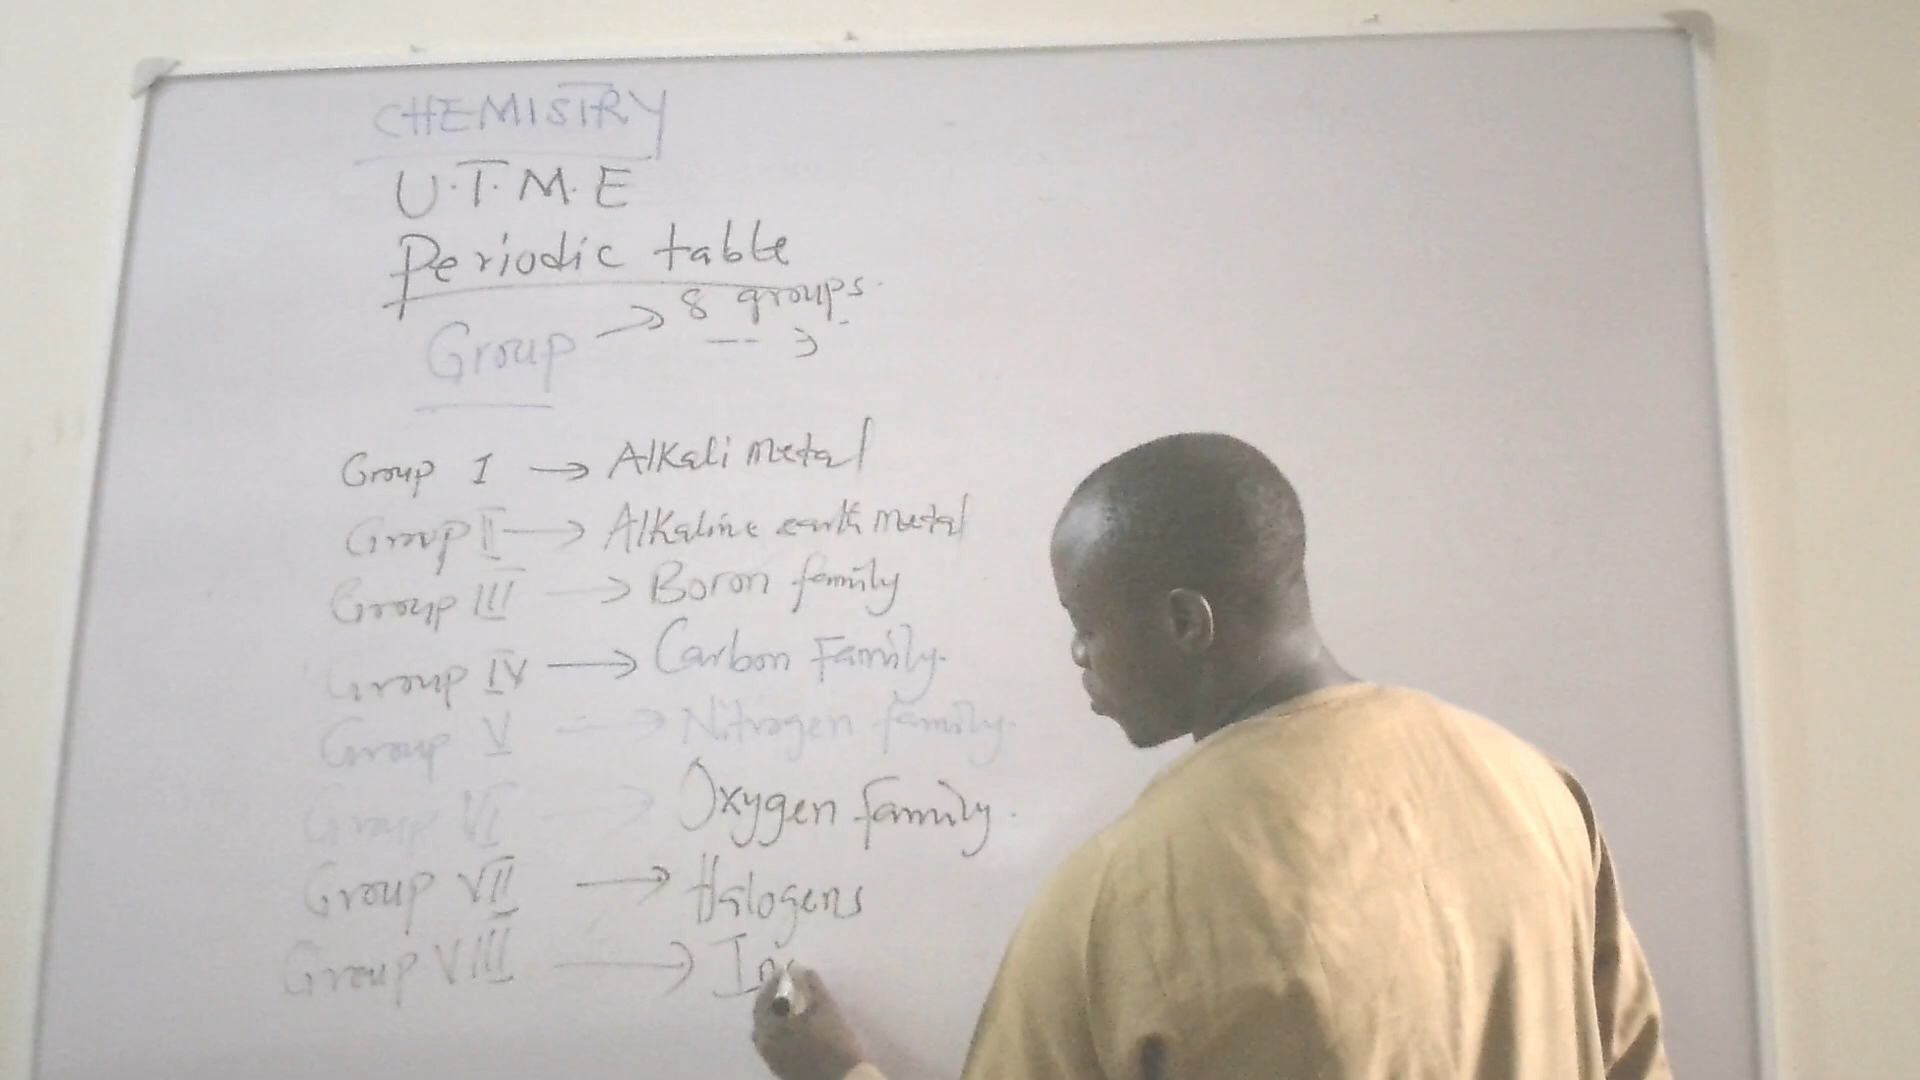 CHEMISTRY
U.T.M.E
Periodic table
Group → 8 groups.
Group I → Alkali metal
Group II → Alkaline earth metal
Group III → Boron family
Group IV → Carbon Family.
Group V → Nitrogen family.
Group VI → Oxygen family.
Group VII → Halogens
Group VIII → In